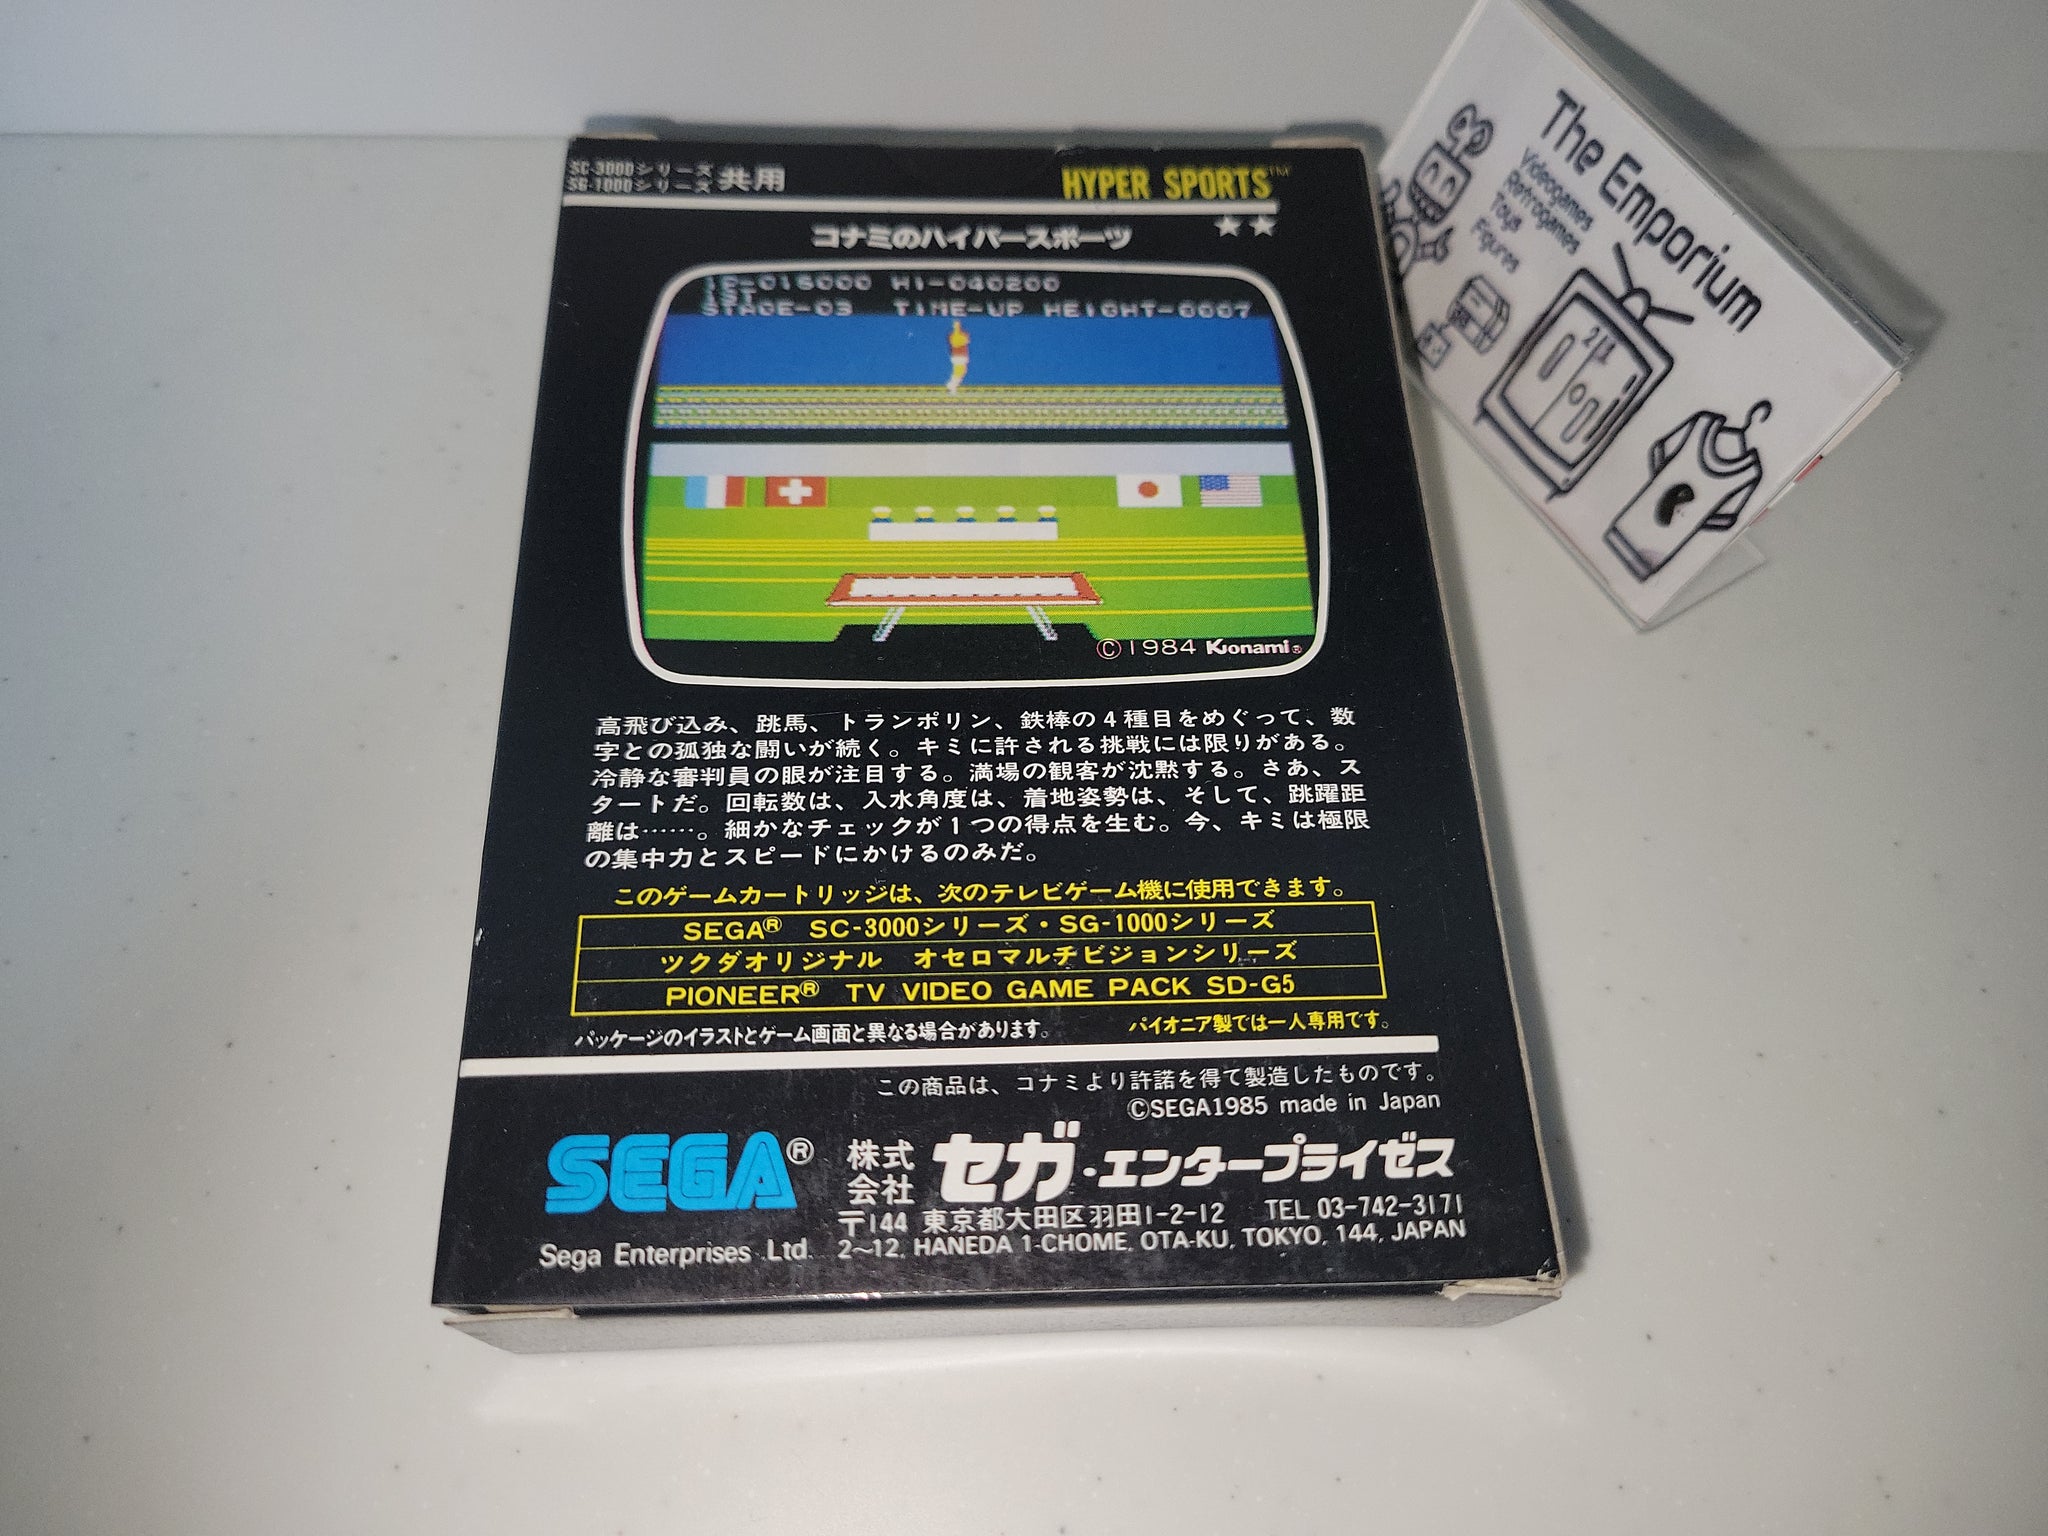 SC-3000シリーズ
SG-1000シリーズ 共用
HYPER SPORTS™
★★
コナミのハイパースポーツ
1P-016000 HI-040200
1ST
STAGE-03 TIME-UP HEIGHT-0007
©1984 Konami®
高飛び込み、跳馬、トランポリン、鉄棒の4種目をめぐって、数
字との孤独な闘いが続く。キミに許される挑戦には限りがある。
冷静な審判員の眼が注目する。満場の観客が沈黙する。さあ、ス
タートだ。回転数は、入水角度は、着地姿勢は、そして、跳躍距
離は……。細かなチェックが1つの得点を生む。今、キミは極限
の集中力とスピードにかけるのみだ。
このゲームカートリッジは、次のテレビゲーム機に使用できます。
SEGA® SC-3000シリーズ・SG-1000シリーズ
ツクダオリジナル オセロマルチビジョンシリーズ
PIONEER® TV VIDEO GAME PACK SD-G5
パッケージのイラストとゲーム画面と異なる場合があります。
パイオニア製では一人専用です。
この商品は、コナミより許諾を得て製造したものです。
©SEGA1985 made in Japan
SEGA®
株式会社 セガ・エンタープライゼス
〒144 東京都大田区羽田1-2-12 TEL 03-742-3171
Sega Enterprises Ltd. 2~12, HANEDA 1-CHOME, OTA-KU, TOKYO, 144, JAPAN
The Emporium
Videogames
Retrogames
Toys
Figures